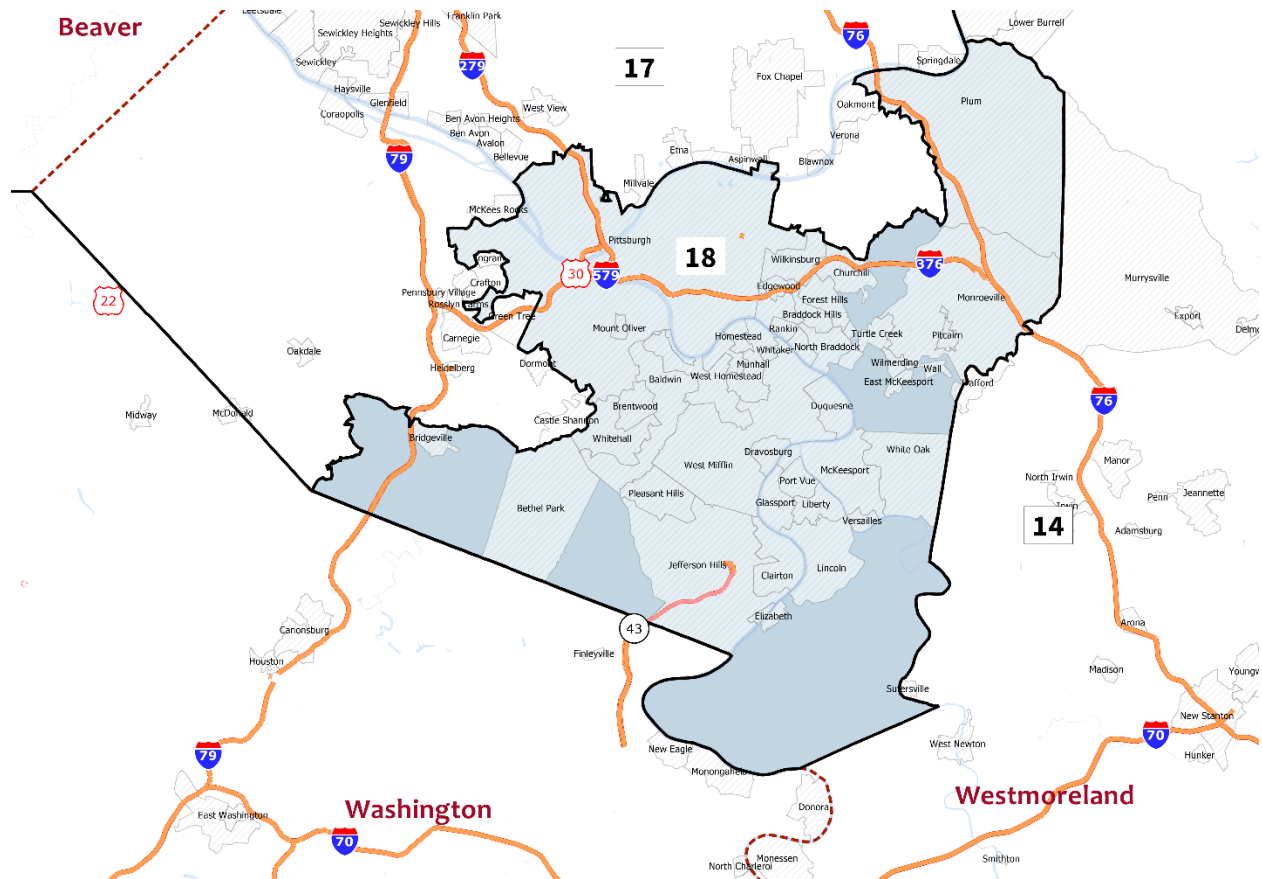 Leetsdale
Sewickley Hills
Franklin Park
Lower Burrell
Beaver
Sewickley Heights
76
279
Springdale
Sewickley
17
Fox Chapel
Haysville
Plum
Glenfield
West View
Oakmont
Coraopolis
Ben Avon Heights
Ben Avon
Verona
Avalon
Etna
79
Bellevue
Aspinwall
Blawnox
Millvale
McKees Rocks
Pittsburgh
18
Wilkinsburg
Ingram
Churchill
376
30
579
Crafton
Edgewood
Murrysville
22
Pennsbury Village
Forest Hills
Monroeville
Rosslyn Farms
Braddock Hills
Green Tree
Export
Mount Oliver
Rankin
Delmo
Carnegie
Homestead
Turtle Creek
Pitcairn
Whitaker
North Braddock
Oakdale
Dormont
Munhall
Wilmerding
Heidelberg
Wall
West Homestead
Baldwin
East McKeesport
Trafford
76
Midway
McDonald
Brentwood
Duquesne
Castle Shannon
Bridgeville
Whitehall
White Oak
Dravosburg
Manor
West Mifflin
McKeesport
North Irwin
Port Vue
Pleasant Hills
Jeannette
Penn
Glassport
Liberty
Irwin
Bethel Park
Versailles
14
Adamsburg
Jefferson Hills
Lincoln
Clairton
Elizabeth
Arona
43
Canonsburg
Finleyville
Houston
Madison
Youngw
Sutersville
New Stanton
70
West Newton
New Eagle
79
Hunker
Monongahela
Westmoreland
Washington
Donora
East Washington
70
Monessen
Smithton
North Charleroi